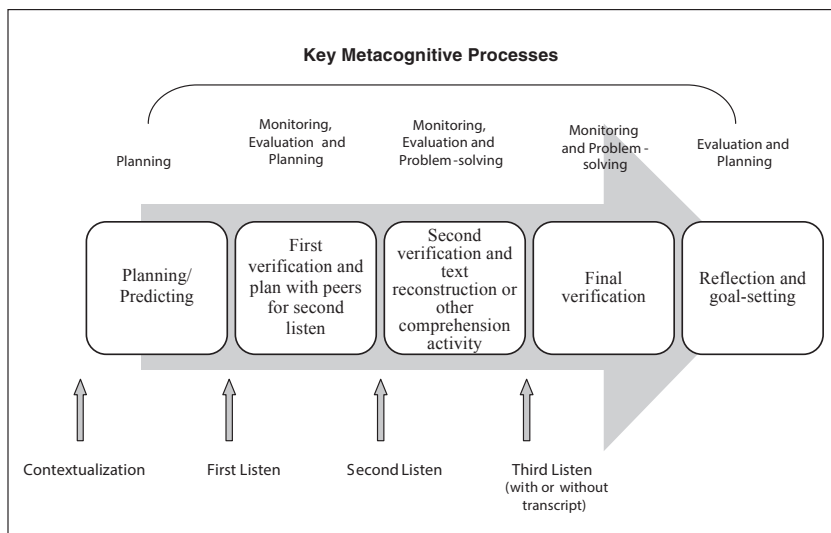 Key Metacognitive Processes
Planning
Monitoring,
Evaluation and
Planning
Monitoring,
Evaluation and
Problem-solving
Monitoring
and Problem -
solving
Evaluation and
Planning
Planning/
Predicting
First
verification and
plan with peers
for second
listen
Second
verification and
text
reconstruction or
other
comprehension
activity
Final
verification
Reflection and
goal-setting
Contextualization
First Listen
Second Listen
Third Listen
(with or without
transcript)